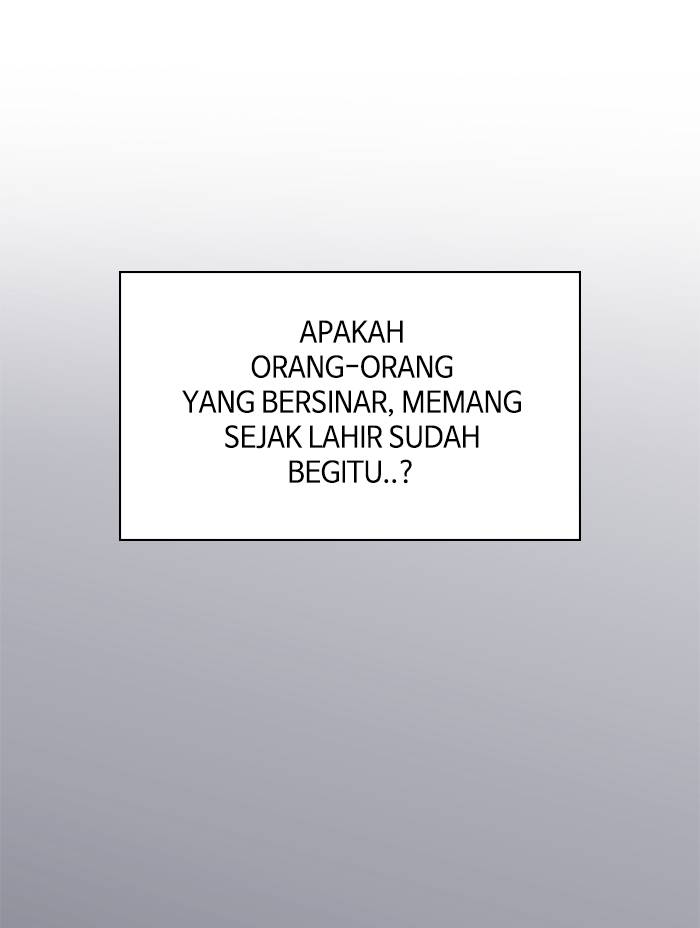 APAKAH
ORANG-ORANG
YANG BERSINAR, MEMANG
SEJAK LAHIR SUDAH
BEGITU..?